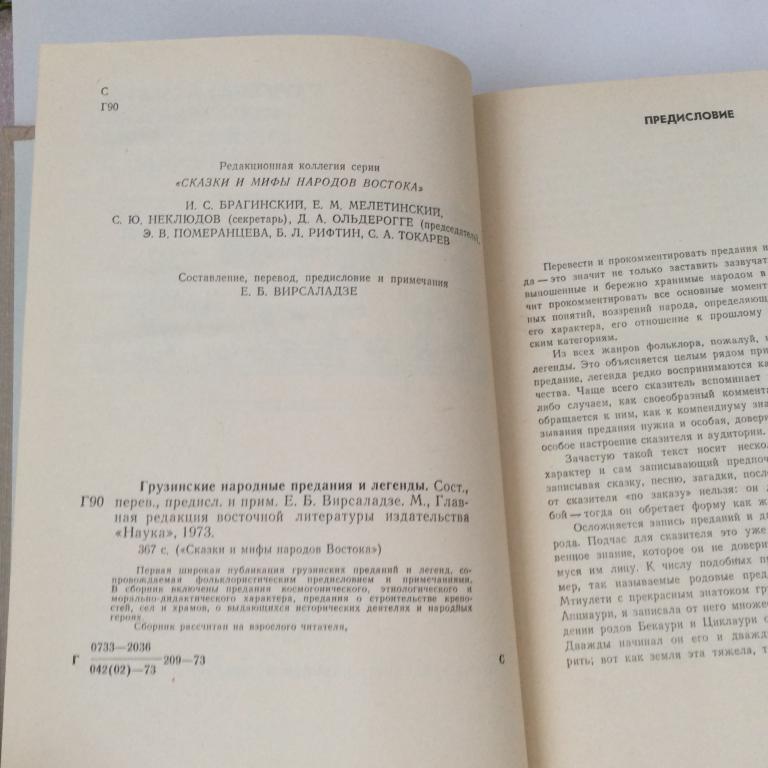 С
Г90
Редакционная коллегия серии
«СКАЗКИ И МИФЫ НАРОДОВ ВОСТОКА»
И. С. БРАГИНСКИЙ, Е. М. МЕЛЕТИНСКИЙ,
С. Ю. НЕКЛЮДОВ (секретарь), Д. А. ОЛЬДЕРОГГЕ (председатель),
Э. В. ПОМЕРАНЦЕВА, Б. Л. РИФТИН, С. А. ТОКАРЕВ
Составление, перевод, предисловие и примечания
Е. Б. ВИРСАЛАДЗЕ
Грузинские народные предания и легенды. Сост.,
Г90 перев., предисл. и прим. Е. Б. Вирсаладзе. М., Глав-
ная редакция восточной литературы издательства
«Наука», 1973.
367 с. («Сказки и мифы народов Востока»)
Первая широкая публикация грузинских преданий и легенд, со-
провождаемая фольклористическим предисловием и примечаниями.
В сборник включены предания космогонического, этнологического и
морально-дидактического характера, предания о строительстве крепо-
стей, сел и храмов, о выдающихся исторических деятелях и народных
героях.
Сборник рассчитан на взрослого читателя,
0733—2036
Г 209—73 С
042(02)—73
ПРЕДИСЛОВИЕ
Перевести и прокомментировать предания и
да — это значит не только заставить зазвучат
выношенные и бережно хранимые народом в
чит прокомментировать все основные момент
ных понятий, воззрений народа, определяющ
его характера, его отношение к прошлому
ским категориям.
Из всех жанров фольклора, пожалуй,
легенды. Это объясняется целым рядом при
предание, легенда редко воспринимаются ка
чества. Чаще всего сказитель вспоминает
либо случаем, как своеобразный коммента
обращается к ним, как к компендиуму зна
зывания предания нужна и особая, довери
особое настроение сказителя и аудитории.
Зачастую такой текст носит неско
характер и сам записывающий предпоч
записывая сказку, песню, загадки, посл
от сказителя «по заказу» нельзя: он
бой — тогда он обретает форму как ж
Осложняется запись преданий и
рода. Подчас для сказителя это уже
венное знание, которое он не довери
муся им лицу. К числу подобных п
мер, так называемые родовые пред
Мтиулети с прекрасным знатоком гр
Апциаури, я записала от него множе
дении родов Бекаури и Циклаури с
Дважды начинал он его и дважд
рить; вот как земля эта тяжела, т